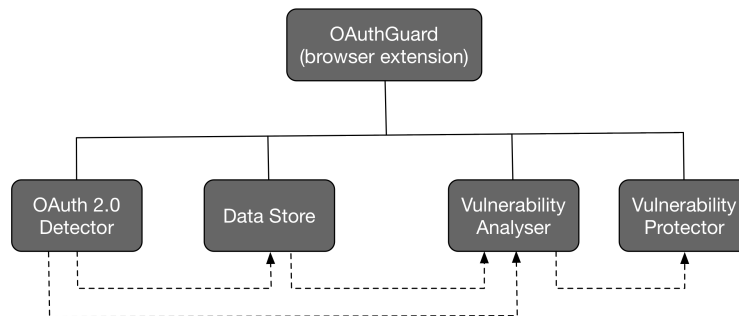 OAuthGuard
(browser extension)
OAuth 2.0
Detector
Data Store
Vulnerability
Analyser
Vulnerability
Protector